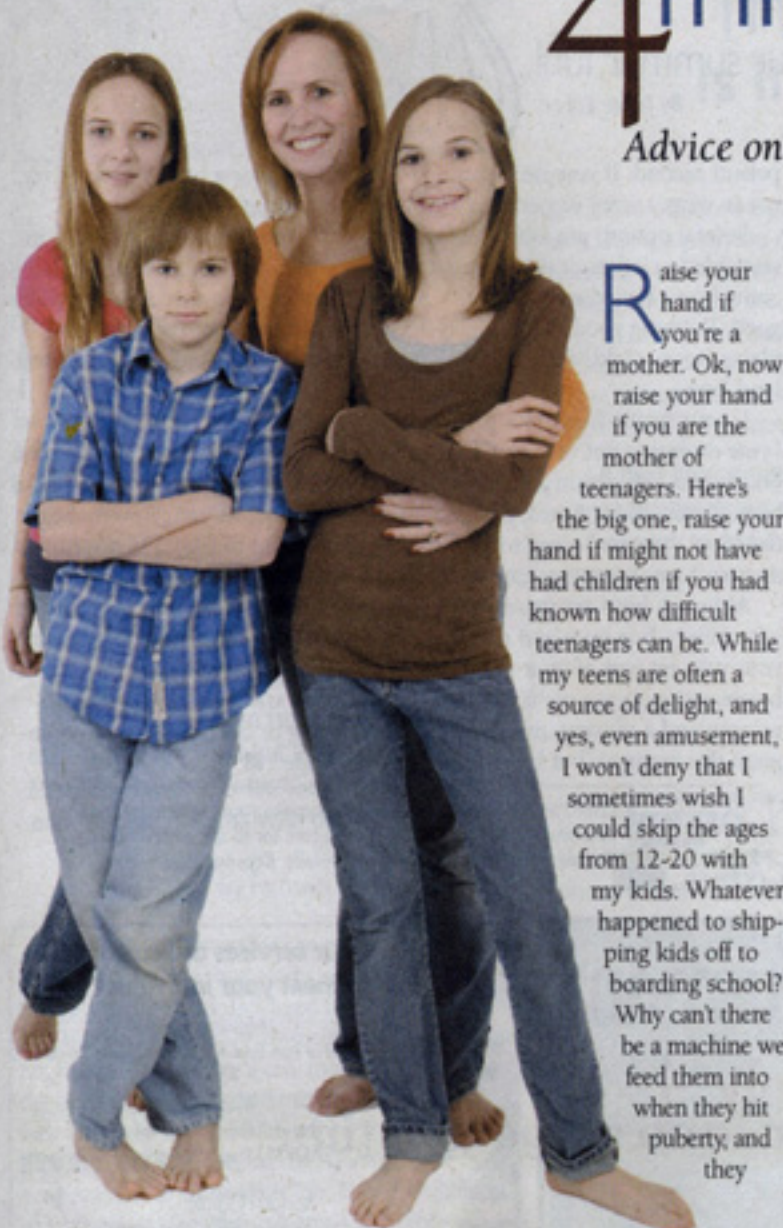 4
Advice on
Raise your
hand if
you're a
mother. Ok, now
raise your hand
if you are the
mother of
teenagers. Here's
the big one, raise your
hand if might not have
had children if you had
known how difficult
teenagers can be. While
my teens are often a
source of delight, and
yes, even amusement,
I won't deny that I
sometimes wish I
could skip the ages
from 12-20 with
my kids. Whatever
happened to ship-
ping kids off to
boarding school?
Why can't there
be a machine we
feed them into
when they hit
puberty, and
they